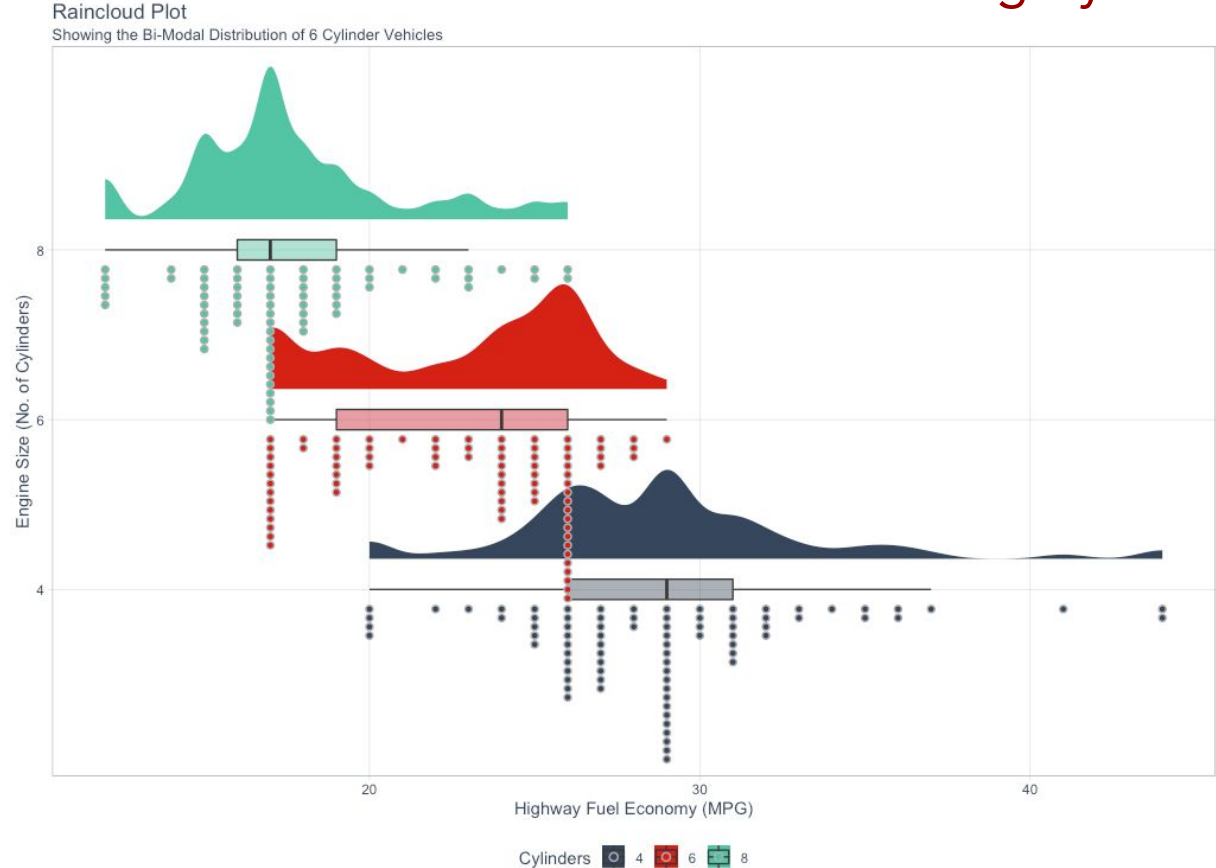 Raincloud Plot
Showing the Bi-Modal Distribution of 6 Cylinder Vehicles
Engine Size (No. of Cylinders)
8
6
4
20 30 40
Highway Fuel Economy (MPG)
Cylinders 4 6 8